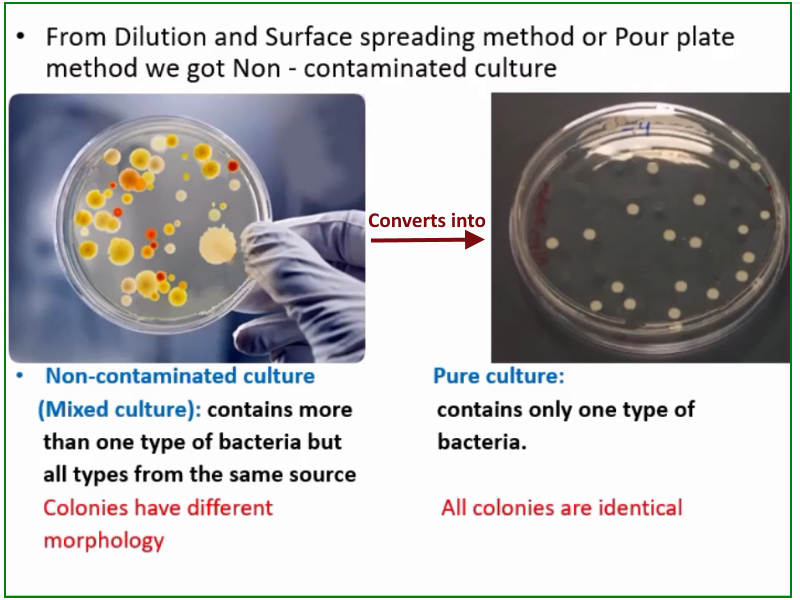 • From Dilution and Surface spreading method or Pour plate
method we got Non - contaminated culture
-4
Converts into
• Non-contaminated culture
(Mixed culture): contains more
than one type of bacteria but
all types from the same source
Colonies have different
morphology
Pure culture:
contains only one type of
bacteria.
All colonies are identical